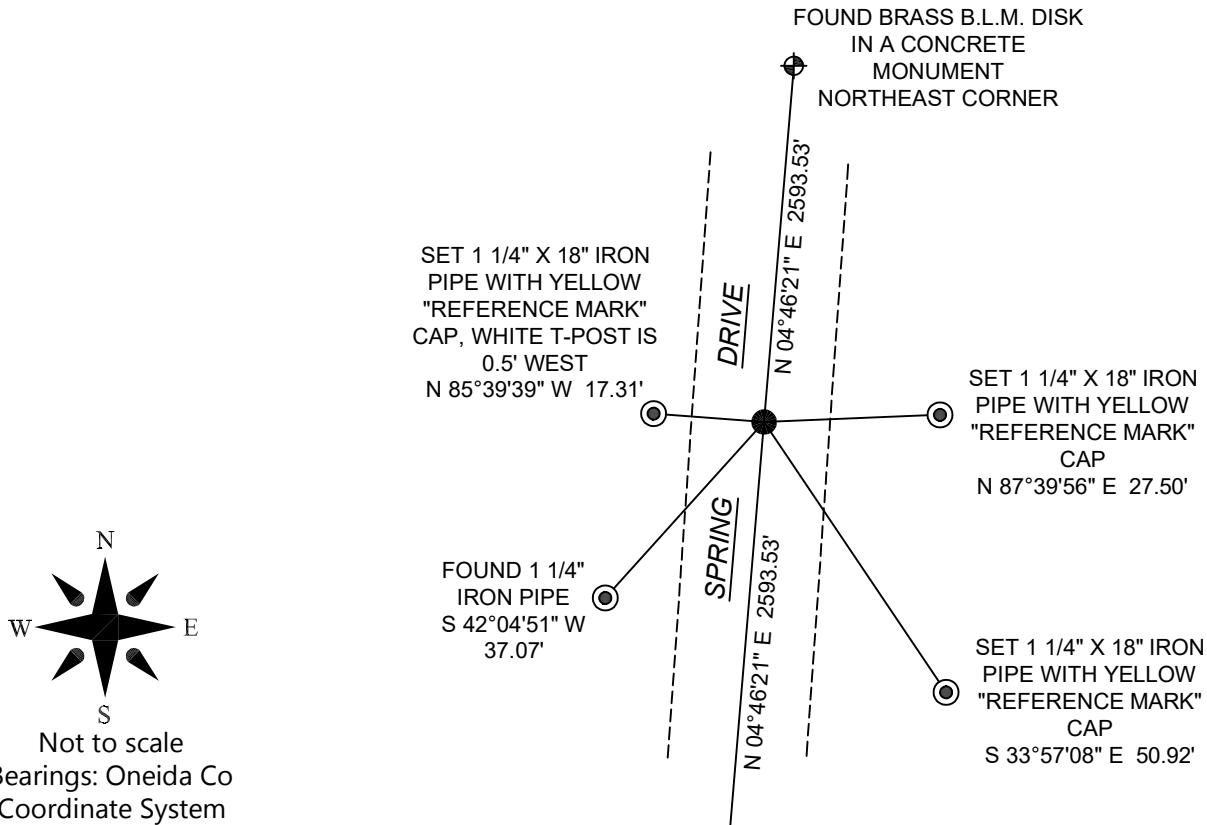 FOUND BRASS B.L.M. DISK
IN A CONCRETE
MONUMENT
NORTHEAST CORNER
N 04°46'21" E 2593.53'
DRIVE
SET 1 1/4" X 18" IRON
PIPE WITH YELLOW
"REFERENCE MARK"
CAP, WHITE T-POST IS
0.5' WEST
N 85°39'39" W 17.31'
SET 1 1/4" X 18" IRON
PIPE WITH YELLOW
"REFERENCE MARK"
CAP
N 87°39'56" E 27.50'
SPRING
N 04°46'21" E 2593.53'
FOUND 1 1/4"
IRON PIPE
S 42°04'51" W
37.07'
SET 1 1/4" X 18" IRON
PIPE WITH YELLOW
"REFERENCE MARK"
CAP
S 33°57'08" E 50.92'
N
W E
S
Not to scale
Bearings: Oneida Co
Coordinate System